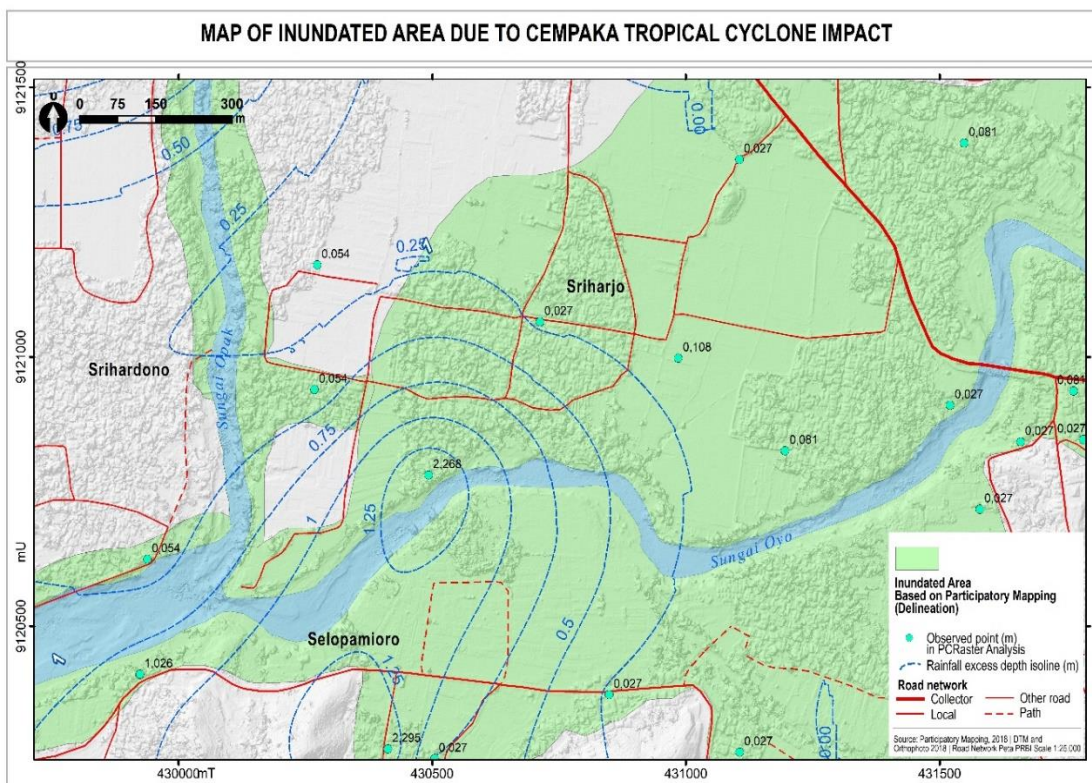 MAP OF INUNDATED AREA DUE TO CEMPAKA TROPICAL CYCLONE IMPACT
0 75 150 300
m
U
9121500
9121000
mU
9120500
0.75
0.50
0.25
0.00
0,081
0,027
0,054
0.25
Sriharjo
0,027
0,108
Srihardono
Sungai Opak
0,054
0,081
0,027
0.75
0,081
0,027
0,027
2,268
1.25
1
0,027
0,054
Sungai Oyo
0.5
Selopamioro
1,026
0,027
2,295
0,027
0,027
0.00
Inundated Area
Based on Participatory Mapping
(Delineation)
Observed point (m)
in PCRaster Analysis
Rainfall excess depth isoline (m)
Road network
Collector
Other road
Local
Path
Source: Participatory Mapping, 2018 | DTM and
Orthophoto 2018 | Road Network Peta PRBI Scale 1:25.000
430000mT
430500
431000
431500